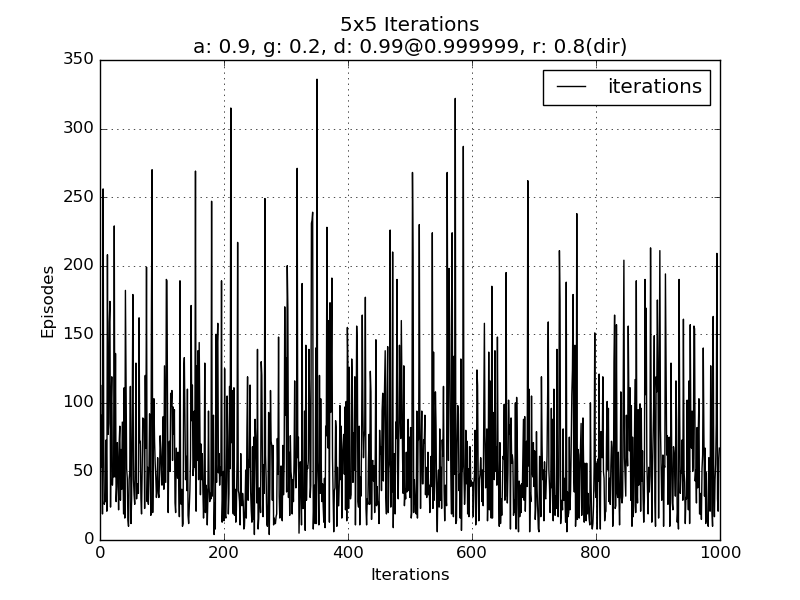 5x5 Iterations
a: 0.9, g: 0.2, d: 0.99@0.999999, r: 0.8(dir)
350
300
250
200
150
100
50
0
Episodes
iterations
0 200 400 600 800 1000
Iterations